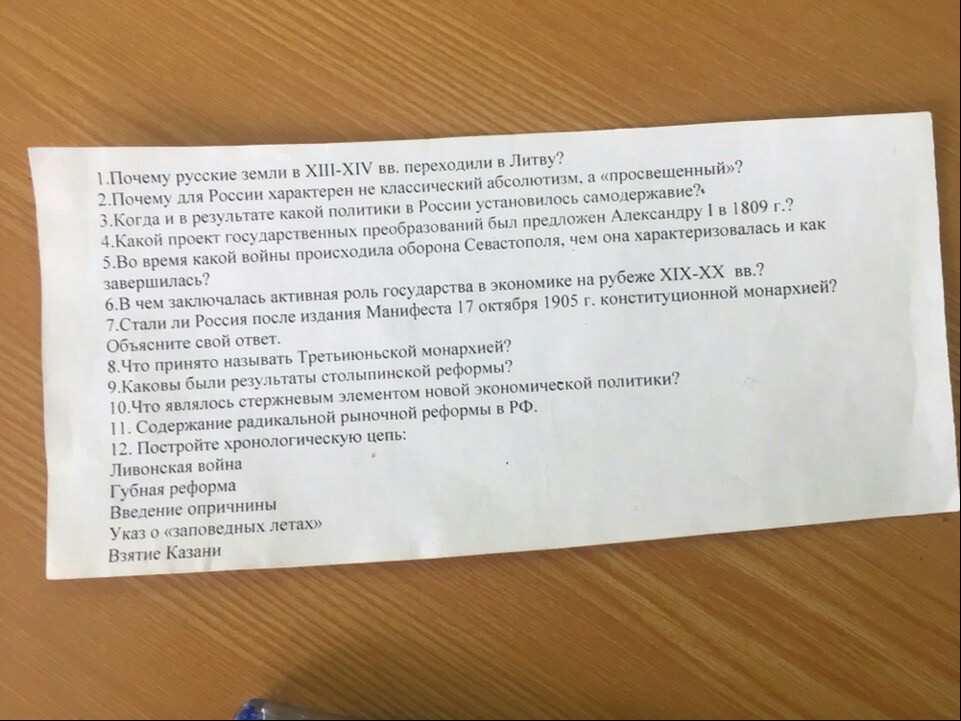 1.Почему русские земли в XIII-XIV вв. переходили в Литву?
2.Почему для России характерен не классический абсолютизм, а «просвещенный»?
3.Когда и в результате какой политики в России установилось самодержавие?
4.Какой проект государственных преобразований был предложен Александру I в 1809 г.?
5.Во время какой войны происходила оборона Севастополя, чем она характеризовалась и как
завершилась?
6.В чем заключалась активная роль государства в экономике на рубеже XIX-XX вв.?
7.Стали ли Россия после издания Манифеста 17 октября 1905 г. конституционной монархией?
Объясните свой ответ.
8.Что принято называть Третьиюньской монархией?
9.Каковы были результаты столыпинской реформы?
10.Что являлось стержневым элементом новой экономической политики?
11. Содержание радикальной рыночной реформы в РФ.
12. Постройте хронологическую цепь:
Ливонская война
Губная реформа
Введение опричнины
Указ о «заповедных летах»
Взятие Казани